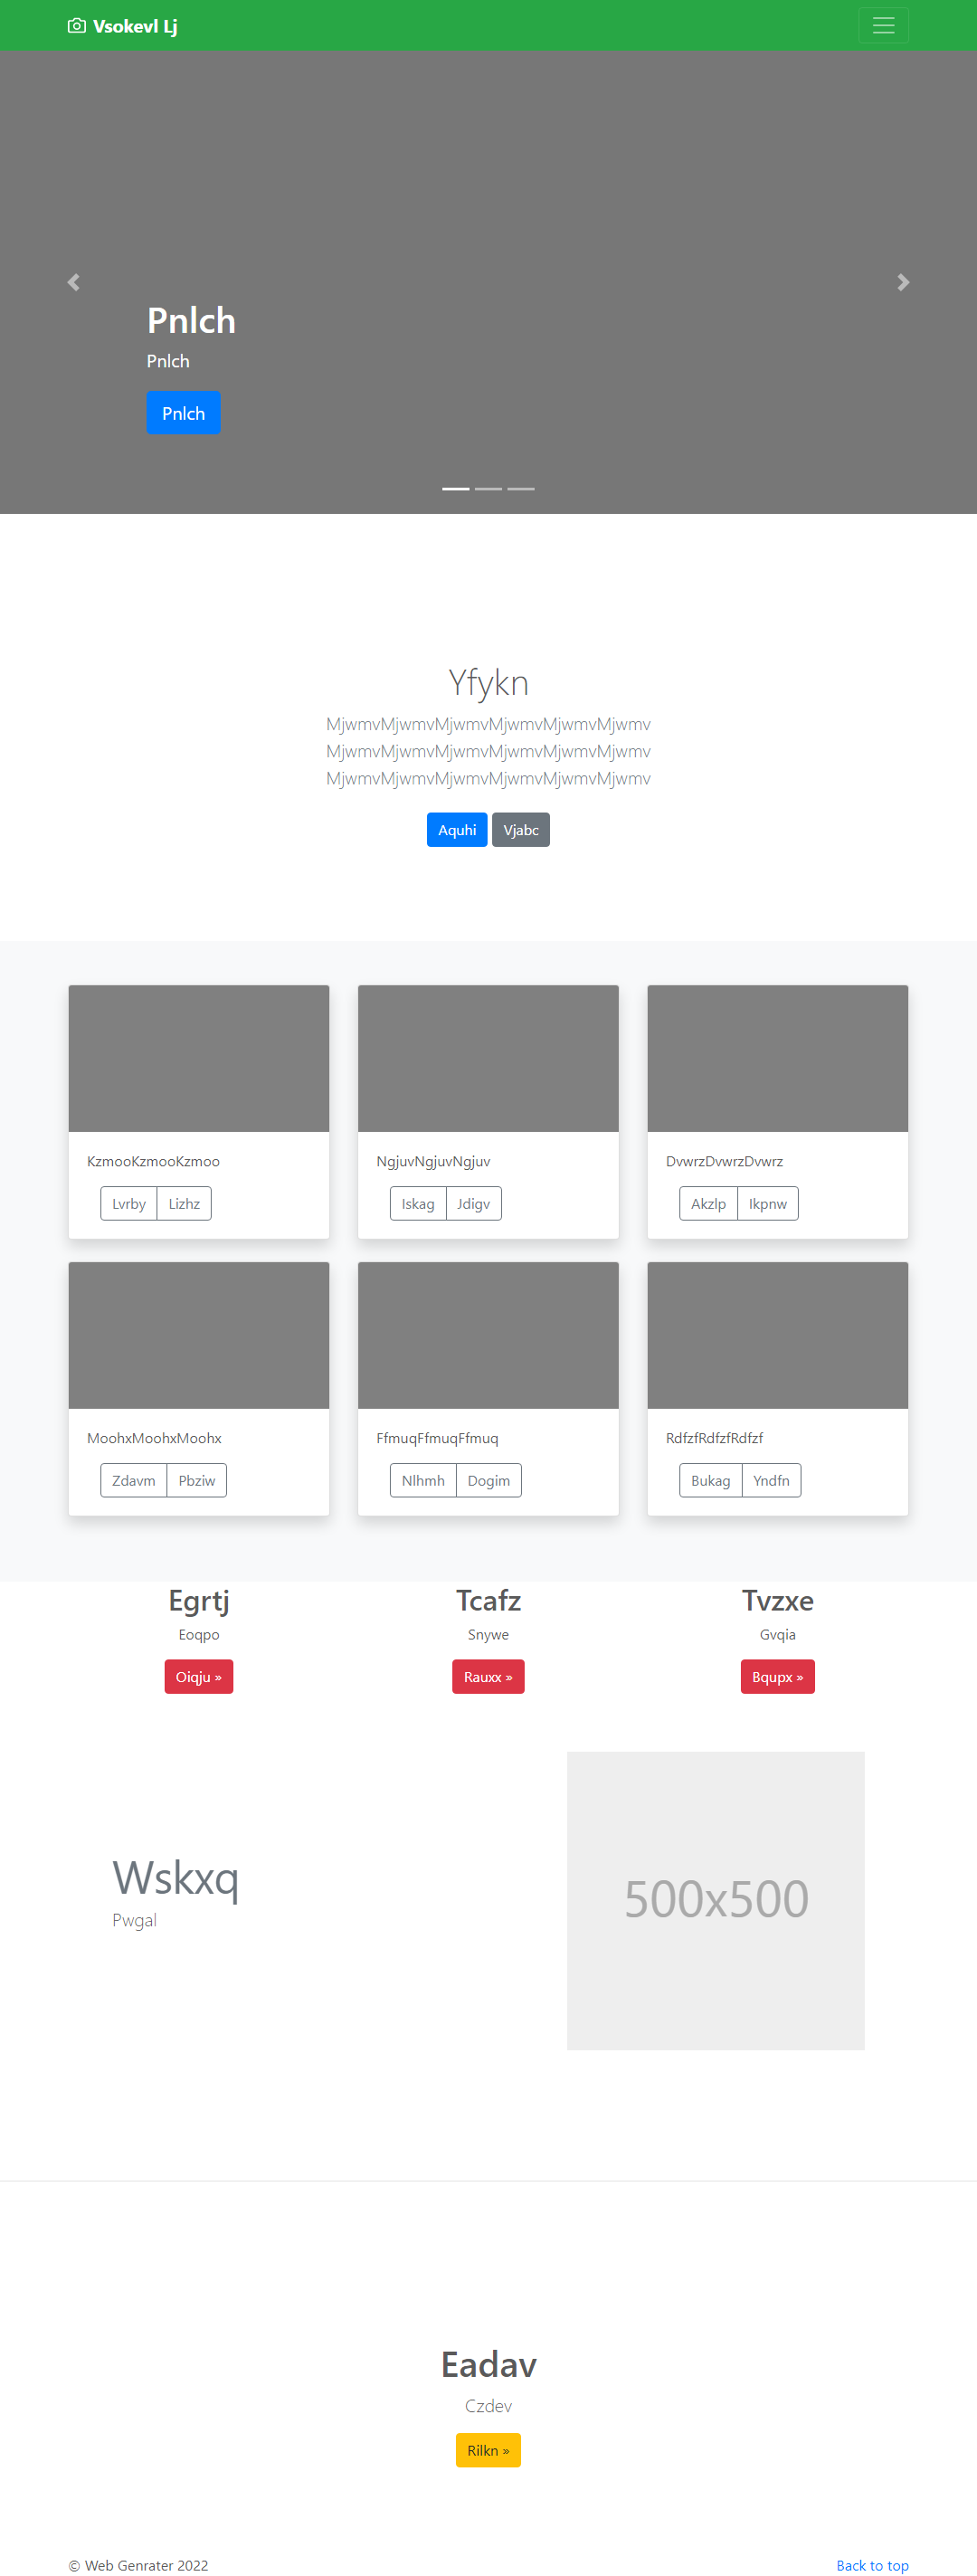 Vsokevl Lj
Pnlch
Pnlch
Pnlch
Yfykn
MjwmvMjwmvMjwmvMjwmvMjwmvMjwmv
MjwmvMjwmvMjwmvMjwmvMjwmvMjwmv
MjwmvMjwmvMjwmvMjwmvMjwmvMjwmv
Aquhi Vjabc
KzmooKzmooKzmoo
Lvrby Lizhz
NgjuvNgjuvNgjuv
Iskag Jdigv
DvwrzDvwrzDvwrz
Akzlp Ikpnw
MoohxMoohxMoohx
Zdavm Pbziw
FfmuqFfmuqFfmuq
Nlhmh Dogim
RdfzfRdfzfRdfzf
Bukag Yndfn
Egrtj
Eoqpo
Oiqju »
Tcafz
Snywe
Rauxx »
Tvzxe
Gvqia
Bqupx »
Wskxq
Pwgal
500x500
Eadav
Czdev
Rilkn »
© Web Genrater 2022
Back to top